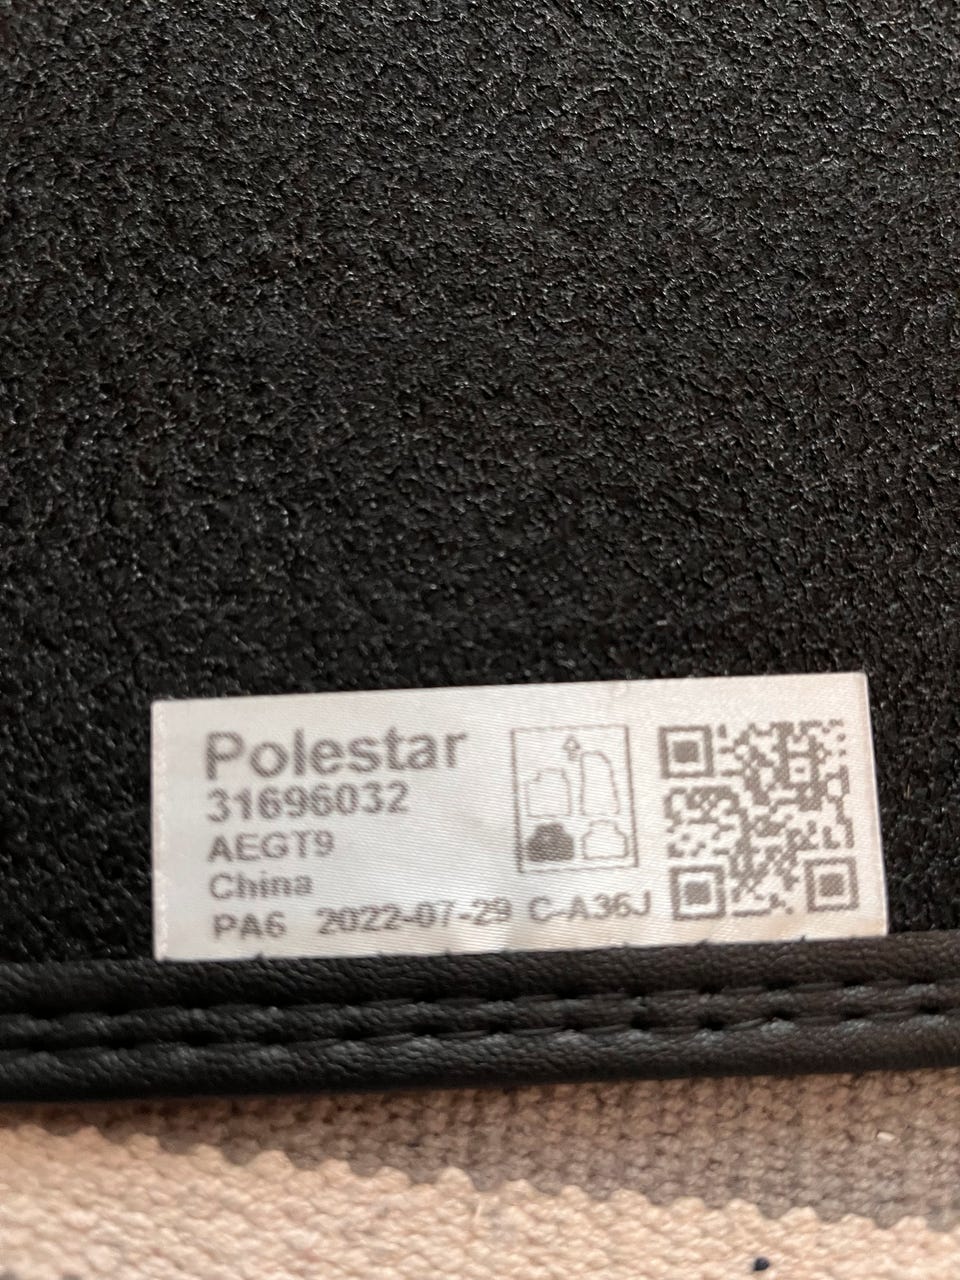 Polestar
31696032
AEGT9
China
PA6 2022-07-29 C-A36J